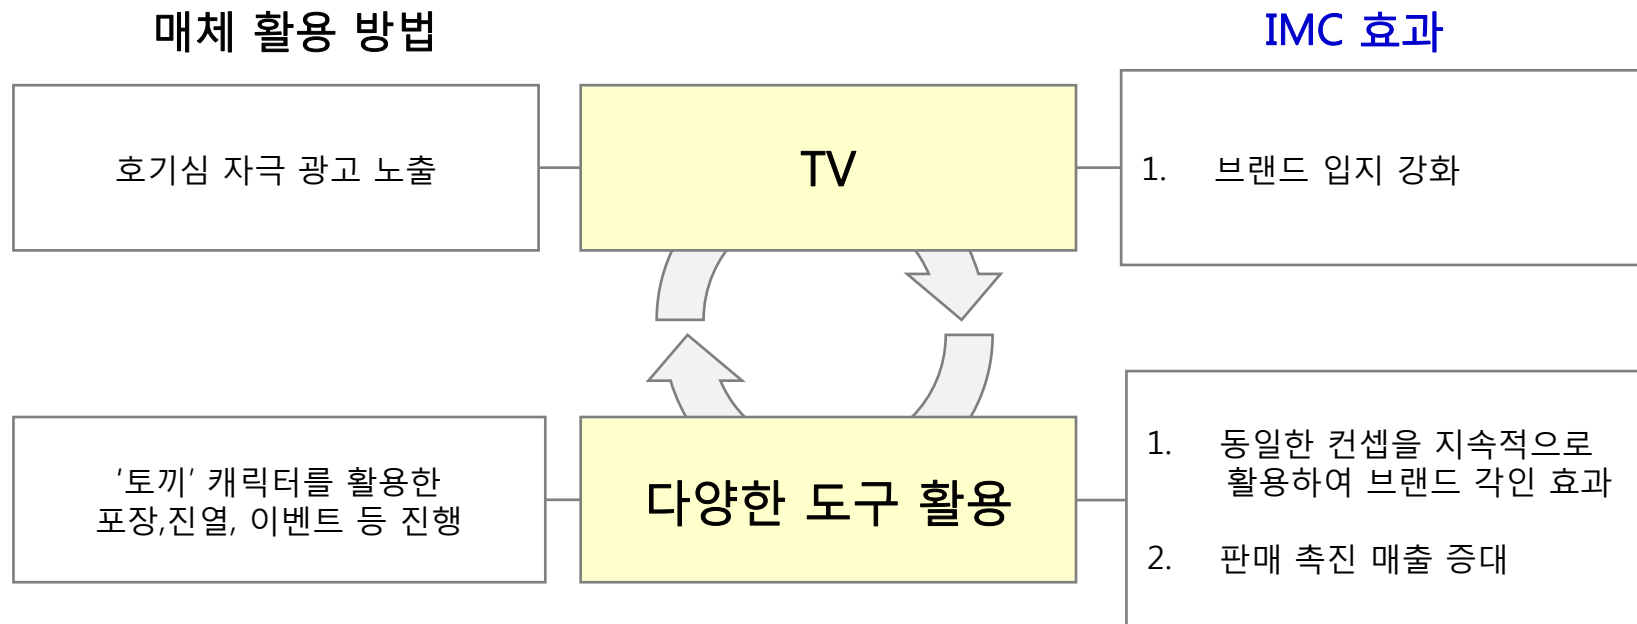 매체 활용 방법
IMC 효과
호기심 자극 광고 노출
TV
1. 브랜드 입지 강화
‘토끼’ 캐릭터를 활용한
포장,진열, 이벤트 등 진행
다양한 도구 활용
1. 동일한 컨셉을 지속적으로
활용하여 브랜드 각인 효과
2. 판매 촉진 매출 증대